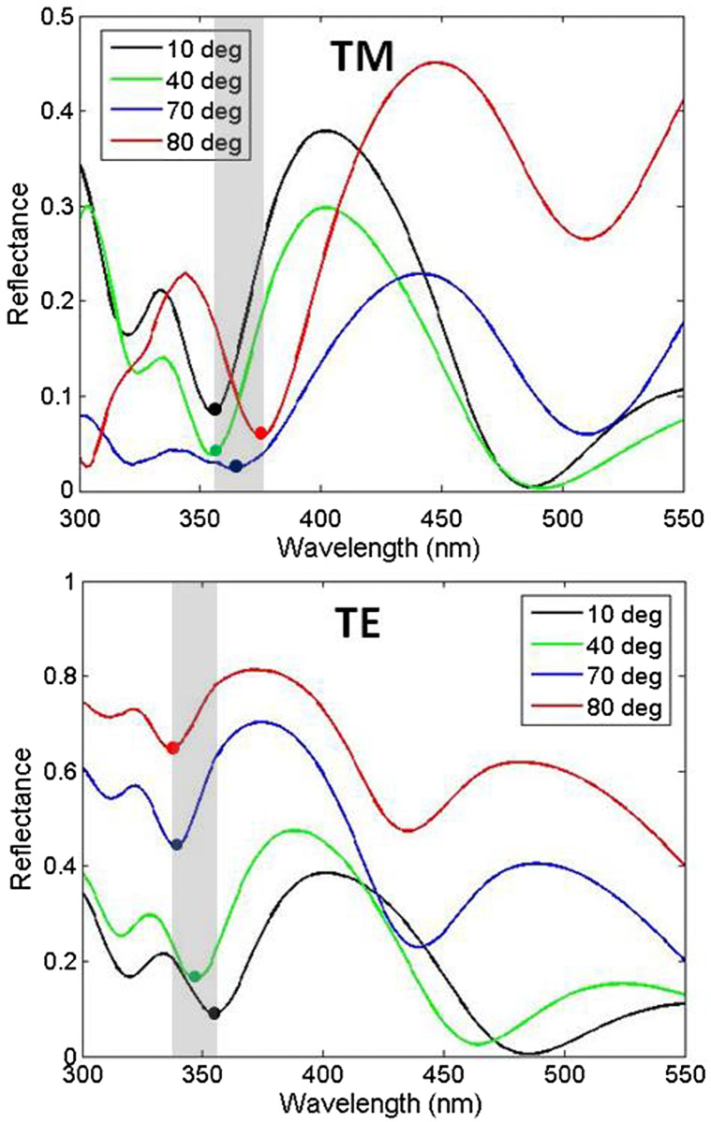 0.5
TM
10 deg
40 deg
70 deg
80 deg
0.4
0.3
0.2
0.1
0
Reflectance
300 350 400 450 500 550
Wavelength (nm)
1
TE
10 deg
40 deg
70 deg
80 deg
0.8
0.6
0.4
0.2
0
Reflectance
300 350 400 450 500 550
Wavelength (nm)